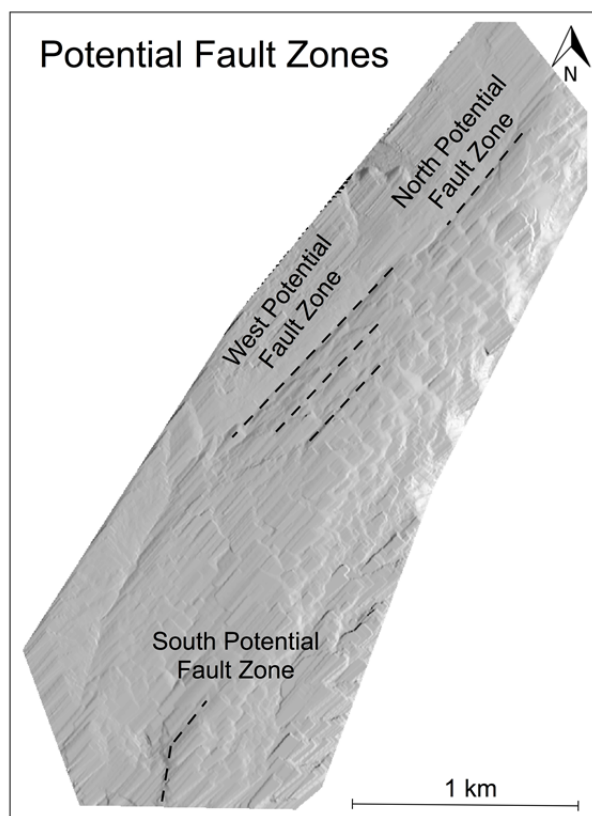 Potential Fault Zones
N
North Potential
Fault Zone
West Potential
Fault Zone
South Potential
Fault Zone
1 km